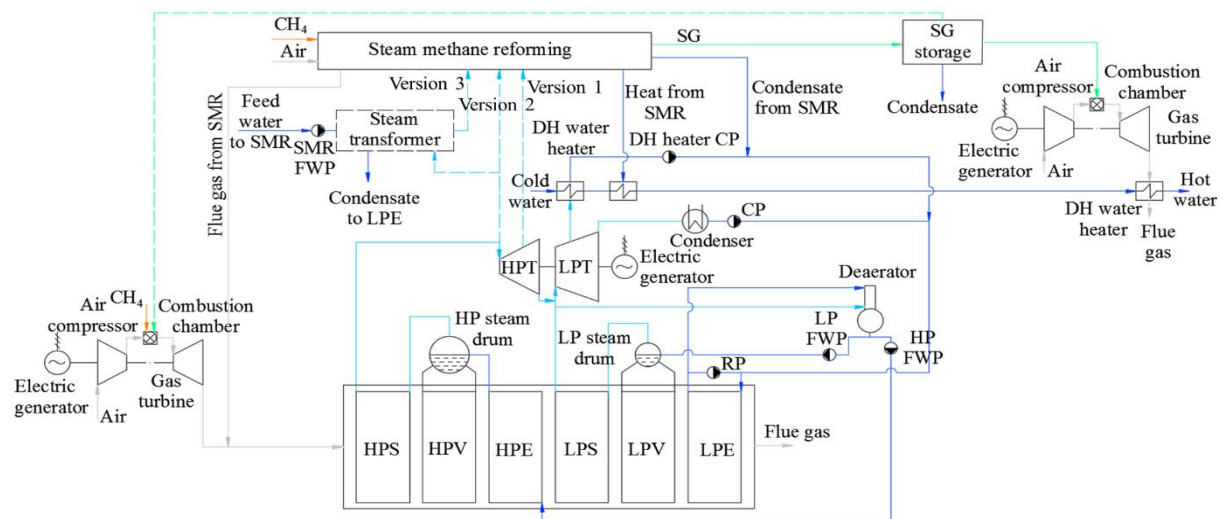 CH₄
Air
Steam methane reforming
SG
SG
storage
Air
compressor
Combustion
chamber
Gas
turbine
Electric
generator
Air
Condensate
Version 3
Version 2
Version 1
Heat from
SMR
Condensate
from SMR
Feed
water
to SMR
SMR
FWP
Steam
transformer
Condensate
to LPE
Flue gas from SMR
DH water
heater
DH heater CP
Cold
water
Hot
water
DH water
heater
Flue
gas
CP
Condenser
HPT
LPT
Electric
generator
Deaerator
LP
FWP
HP
FWP
RP
Air
compressor
CH₄
Combustion
chamber
Gas
turbine
Electric
generator
Air
HP steam
drum
LP steam
drum
HPS
HPV
HPE
LPS
LPV
LPE
Flue gas